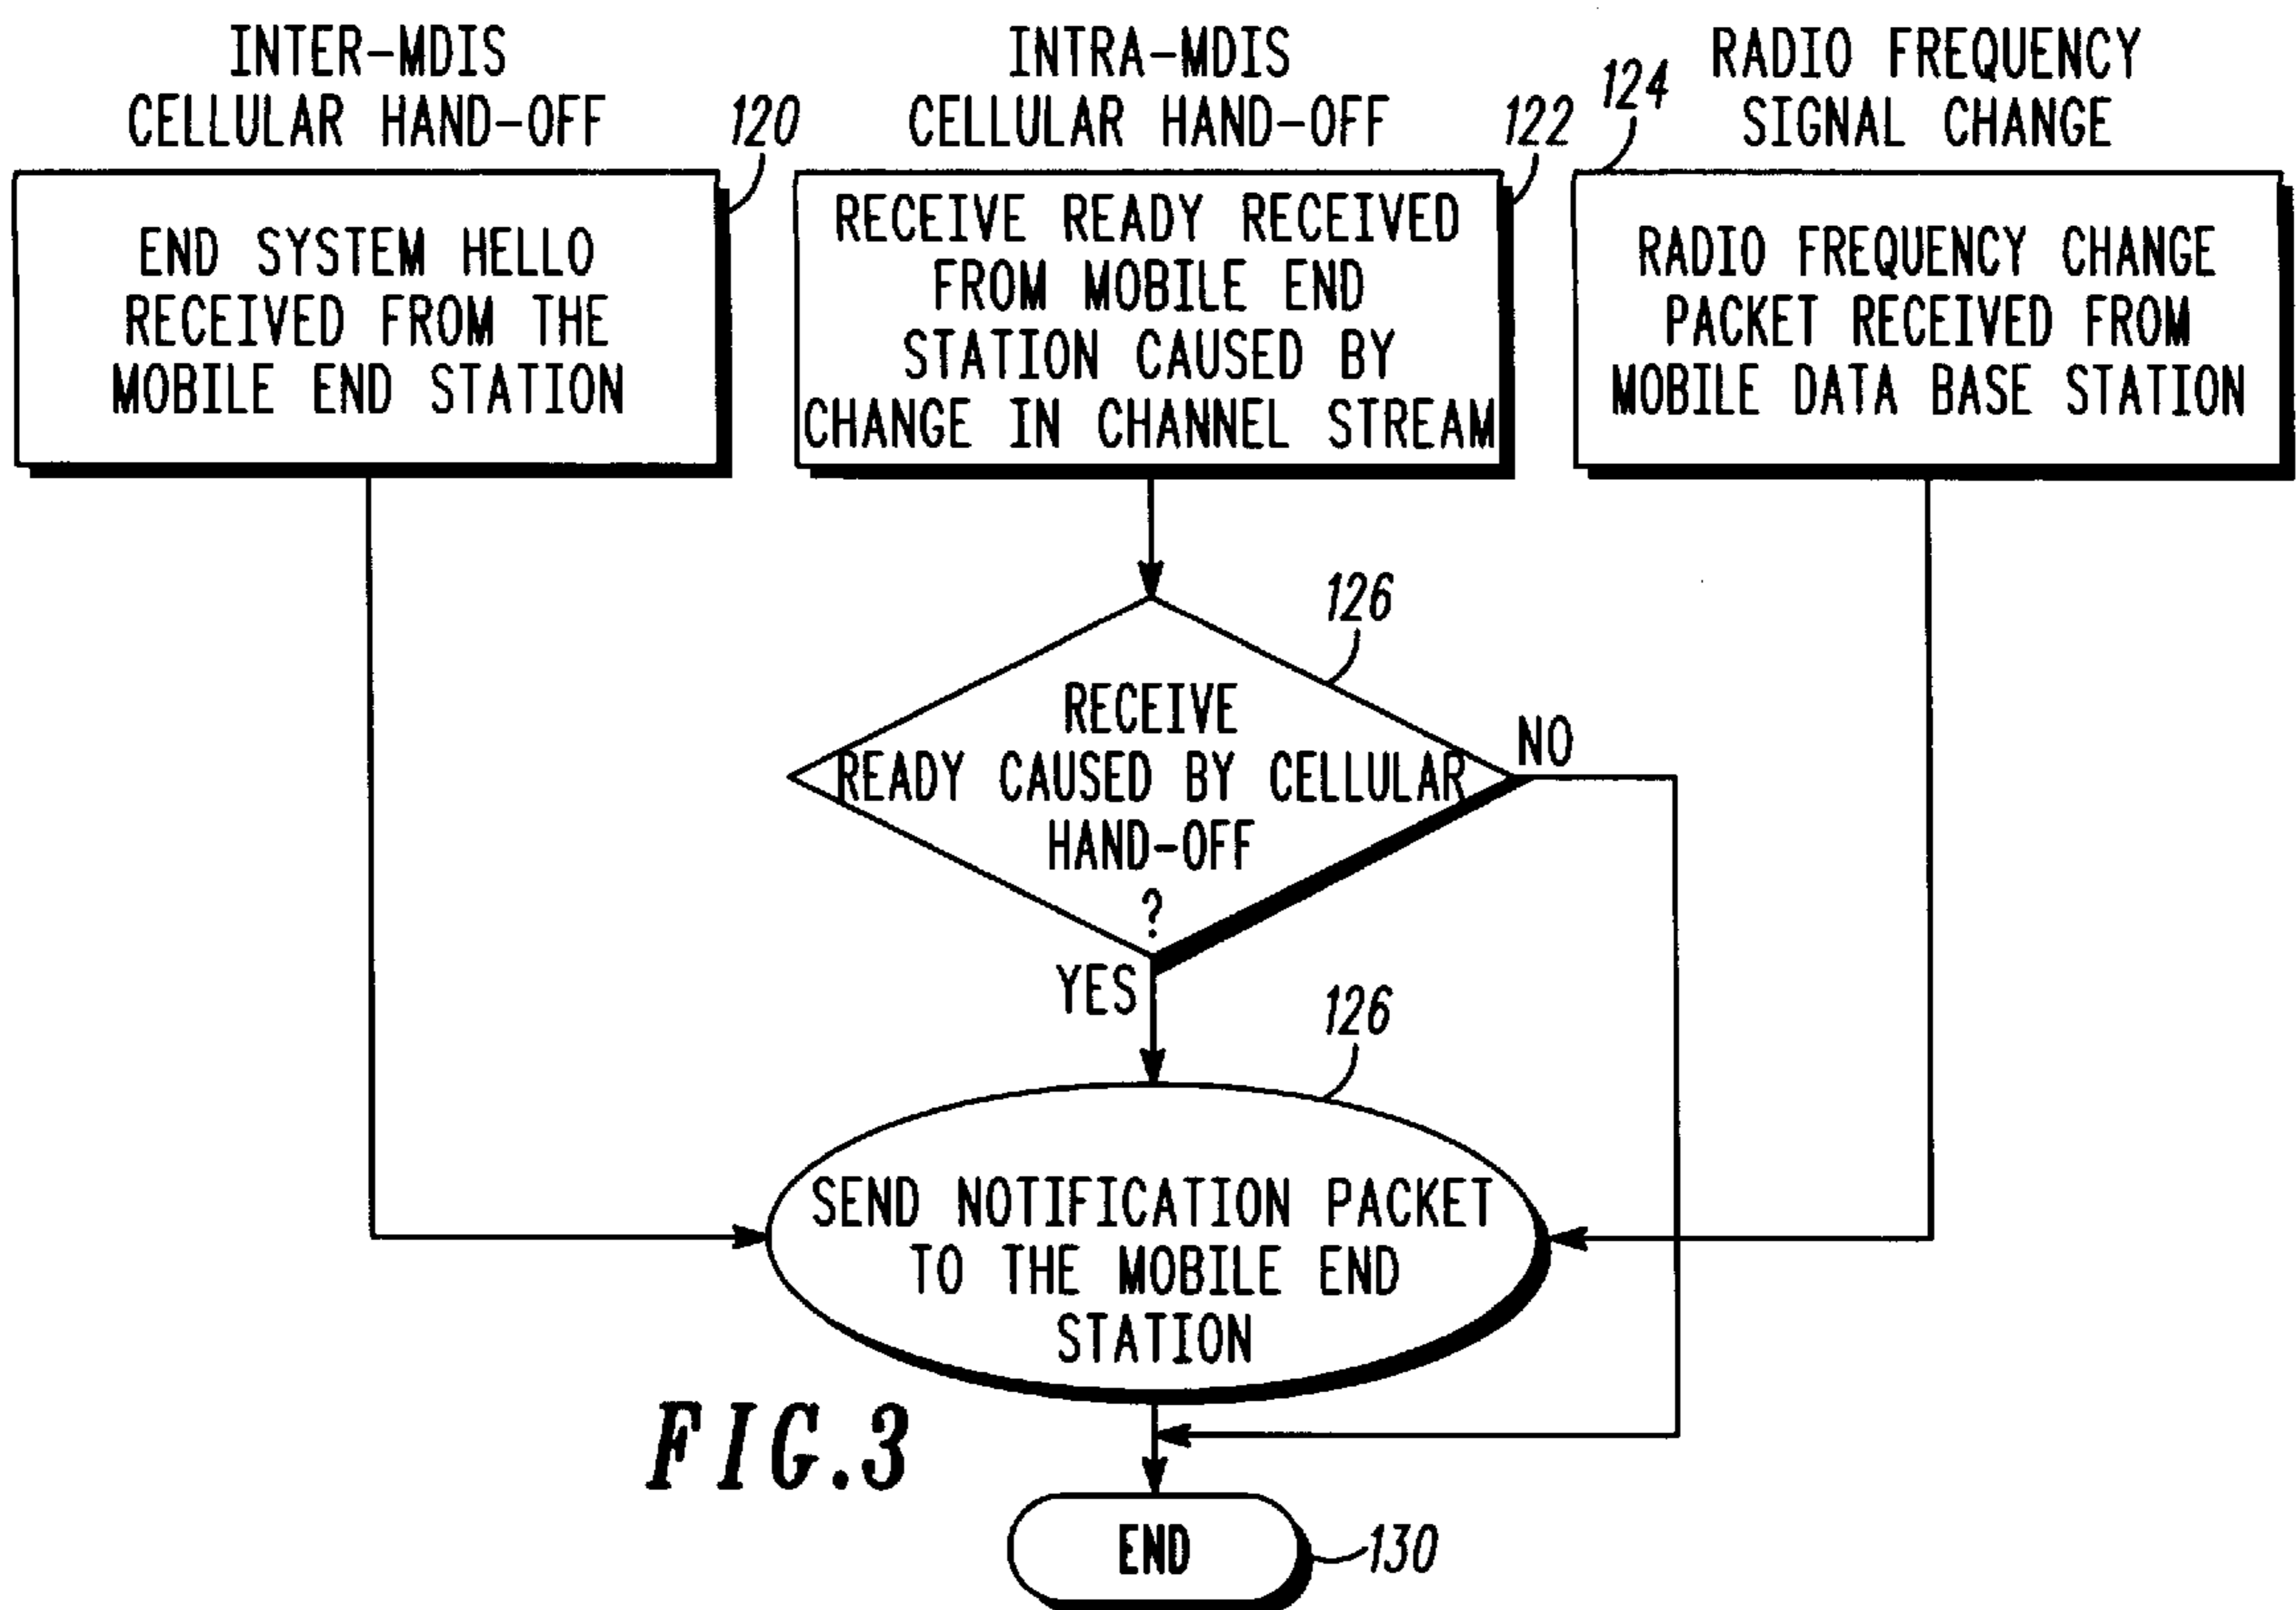 INTER-MDIS
CELLULAR HAND-OFF
120
END SYSTEM HELLO
RECEIVED FROM THE
MOBILE END STATION
INTRA-MDIS
CELLULAR HAND-OFF
122
RECEIVE READY RECEIVED
FROM MOBILE END
STATION CAUSED BY
CHANGE IN CHANNEL STREAM
RADIO FREQUENCY
SIGNAL CHANGE
124
RADIO FREQUENCY CHANGE
PACKET RECEIVED FROM
MOBILE DATA BASE STATION
126
RECEIVE
READY CAUSED BY CELLULAR
HAND-OFF
?
NO
YES
126
SEND NOTIFICATION PACKET
TO THE MOBILE END
STATION
FIG.3
END
130